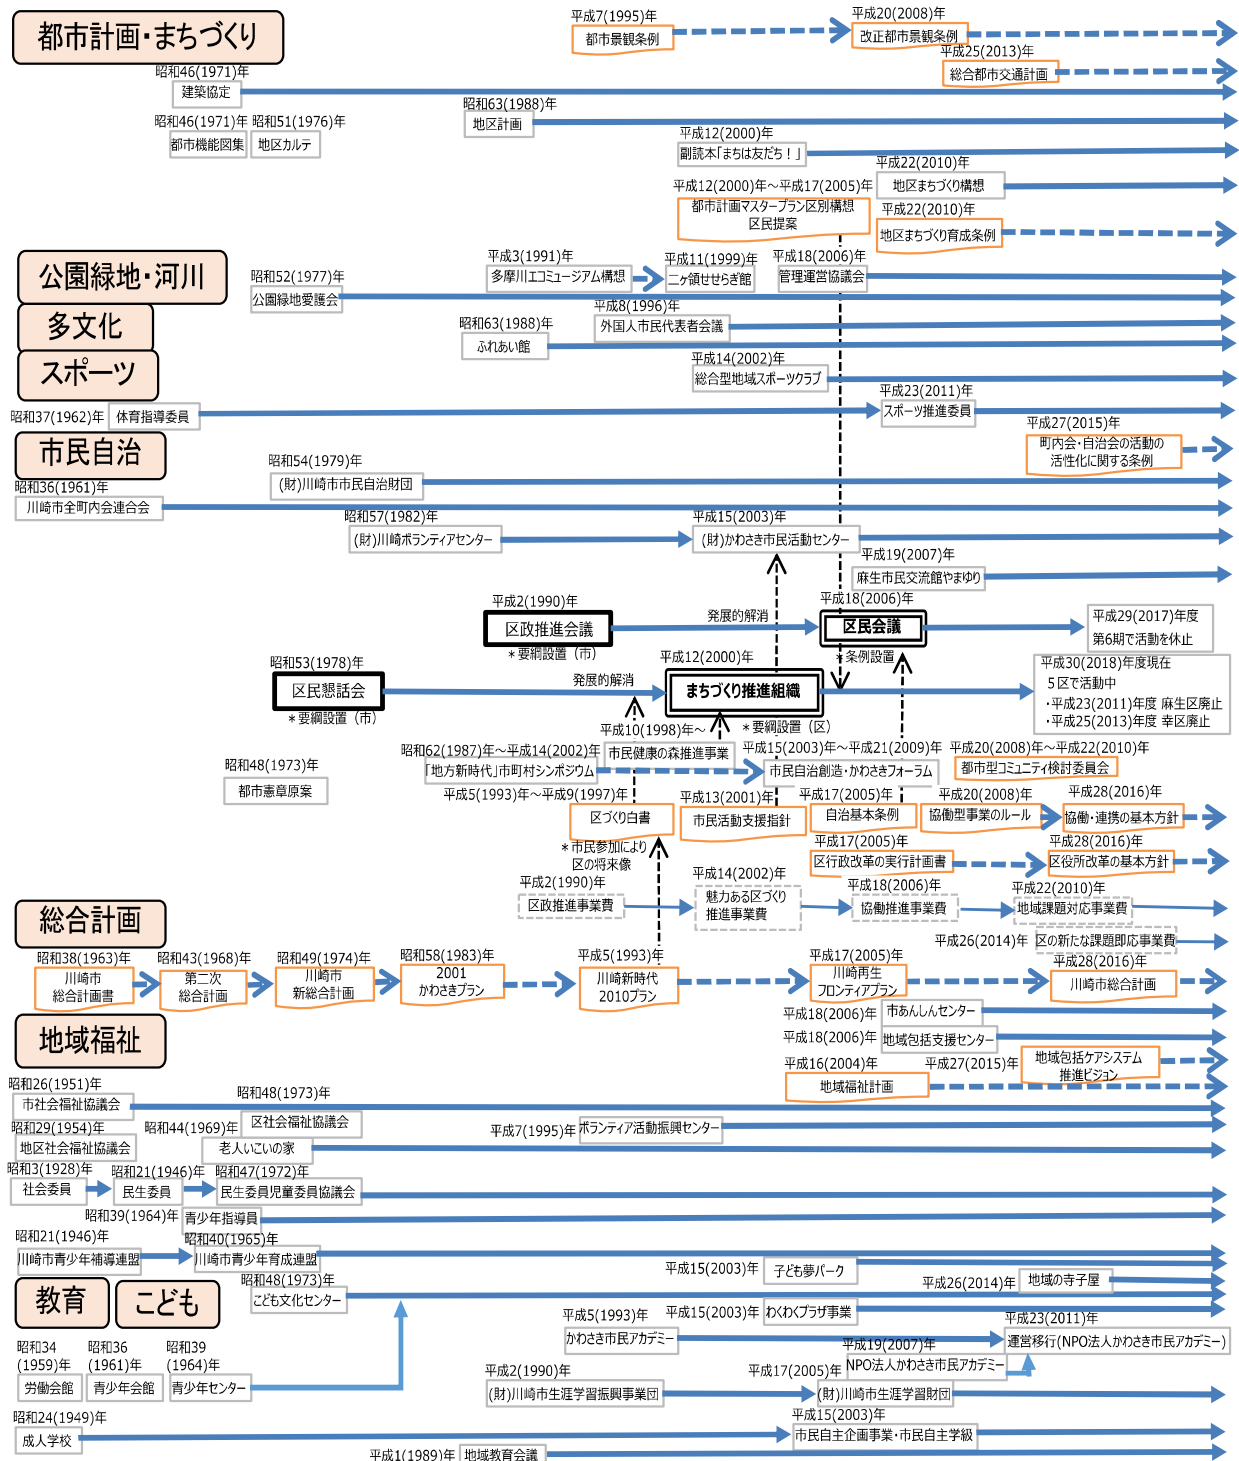 都市計画・まちづくり
平成7(1995)年
都市景観条例
平成20(2008)年
改正都市景観条例
平成25(2013)年
総合都市交通計画
昭和46(1971)年
建築協定
昭和63(1988)年
地区計画
昭和46(1971)年
都市機能図集
昭和51(1976)年
地区カルテ
平成12(2000)年
副読本「まちは友だち！」
平成22(2010)年
地区まちづくり構想
平成12(2000)年～平成17(2005)年
都市計画マスタープラン区別構想
区民提案
平成22(2010)年
地区まちづくり育成条例
公園緑地・河川
昭和52(1977)年
公園緑地愛護会
平成3(1991)年
多摩川エコミュージアム構想
平成11(1999)年
二ヶ領せせらぎ館
平成18(2006)年
管理運営協議会
多文化
平成8(1996)年
外国人市民代表者会議
昭和63(1988)年
ふれあい館
スポーツ
平成14(2002)年
総合型地域スポーツクラブ
昭和37(1962)年
体育指導委員
平成23(2011)年
スポーツ推進委員
市民自治
平成27(2015)年
町内会・自治会の活動の
活性化に関する条例
昭和54(1979)年
(財)川崎市市民自治財団
昭和36(1961)年
川崎市全町内会連合会
昭和57(1982)年
(財)川崎ボランティアセンター
平成15(2003)年
(財)かわさき市民活動センター
平成19(2007)年
麻生市民交流館やまゆり
平成2(1990)年
区政推進会議
＊要綱設置（市）
発展的解消
平成18(2006)年
区民会議
＊条例設置
平成29(2017)年度
第6期で活動を休止
昭和53(1978)年
区民懇話会
＊要綱設置（市）
発展的解消
平成12(2000)年
まちづくり推進組織
＊要綱設置（区）
平成30(2018)年度現在
5区で活動中
・平成23(2011)年度 麻生区廃止
・平成25(2013)年度 幸区廃止
平成10(1998)年～
市民健康の森推進事業
昭和62(1987)年～平成14(2002)年
「地方新時代」市町村シンポジウム
平成15(2003)年～平成21(2009)年
市民自治創造・かわさきフォーラム
平成20(2008)年～平成22(2010)年
都市型コミュニティ検討委員会
昭和48(1973)年
都市憲章原案
平成5(1993)年～平成9(1997)年
区づくり白書
＊市民参加により
区の将来像
平成13(2001)年
市民活動支援指針
平成17(2005)年
自治基本条例
平成20(2008)年
協働型事業のルール
平成28(2016)年
協働・連携の基本方針
平成17(2005)年
区行政改革の実行計画書
平成28(2016)年
区役所改革の基本方針
平成2(1990)年
区政推進事業費
平成14(2002)年
魅力ある区づくり
推進事業費
平成18(2006)年
協働推進事業費
平成22(2010)年
地域課題対応事業費
平成26(2014)年
区の新たな課題即応事業費
総合計画
昭和38(1963)年
川崎市
総合計画書
昭和43(1968)年
第二次
総合計画
昭和49(1974)年
川崎市
新総合計画
昭和58(1983)年
2001
かわさきプラン
平成5(1993)年
川崎新時代
2010プラン
平成17(2005)年
川崎再生
フロンティアプラン
平成28(2016)年
川崎市総合計画
地域福祉
平成18(2006)年
市あんしんセンター
平成18(2006)年
地域包括支援センター
平成27(2015)年
地域包括ケアシステム
推進ビジョン
平成16(2004)年
地域福祉計画
昭和26(1951)年
市社会福祉協議会
昭和48(1973)年
区社会福祉協議会
昭和29(1954)年
地区社会福祉協議会
昭和44(1969)年
老人いこいの家
平成7(1995)年
ボランティア活動振興センター
昭和3(1928)年
社会委員
昭和21(1946)年
民生委員
昭和47(1972)年
民生委員児童委員協議会
昭和39(1964)年
青少年指導員
昭和21(1946)年
川崎市青少年補導連盟
昭和40(1965)年
川崎市青少年育成連盟
教育
こども
昭和48(1973)年
こども文化センター
平成15(2003)年
子ども夢パーク
平成26(2014)年
地域の寺子屋
平成15(2003)年
わくわくプラザ事業
平成5(1993)年
かわさき市民アカデミー
平成23(2011)年
運営移行(NPO法人かわさき市民アカデミー)
平成19(2007)年
NPO法人かわさき市民アカデミー
昭和34
(1959)年
労働会館
昭和36
(1961)年
青少年会館
昭和39
(1964)年
青少年センター
平成2(1990)年
(財)川崎市生涯学習振興事業団
平成17(2005)年
(財)川崎市生涯学習財団
昭和24(1949)年
成人学校
平成15(2003)年
市民自主企画事業・市民自主学級
平成1(1989)年
地域教育会議